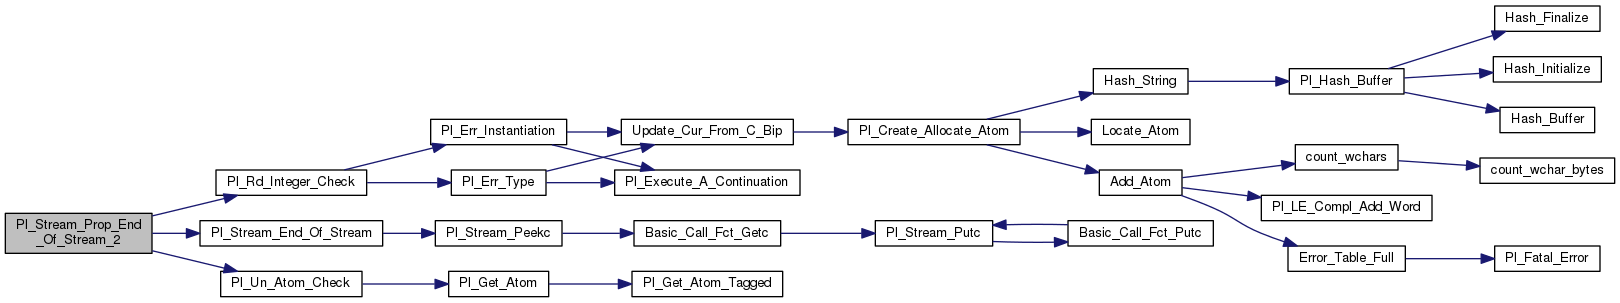 Pl_Stream_Prop_End
_Of_Stream_2
Pl_Rd_Integer_Check
Pl_Err_Instantiation
Update_Cur_From_C_Bip
Pl_Create_Allocate_Atom
Hash_String
Pl_Hash_Buffer
Hash_Finalize
Hash_Initialize
Hash_Buffer
Locate_Atom
Add_Atom
count_wchars
count_wchar_bytes
Pl_LE_Compl_Add_Word
Error_Table_Full
Pl_Fatal_Error
Pl_Err_Type
Pl_Execute_A_Continuation
Pl_Stream_End_Of_Stream
Pl_Stream_Peekc
Basic_Call_Fct_Getc
Pl_Stream_Putc
Basic_Call_Fct_Putc
Pl_Un_Atom_Check
Pl_Get_Atom
Pl_Get_Atom_Tagged